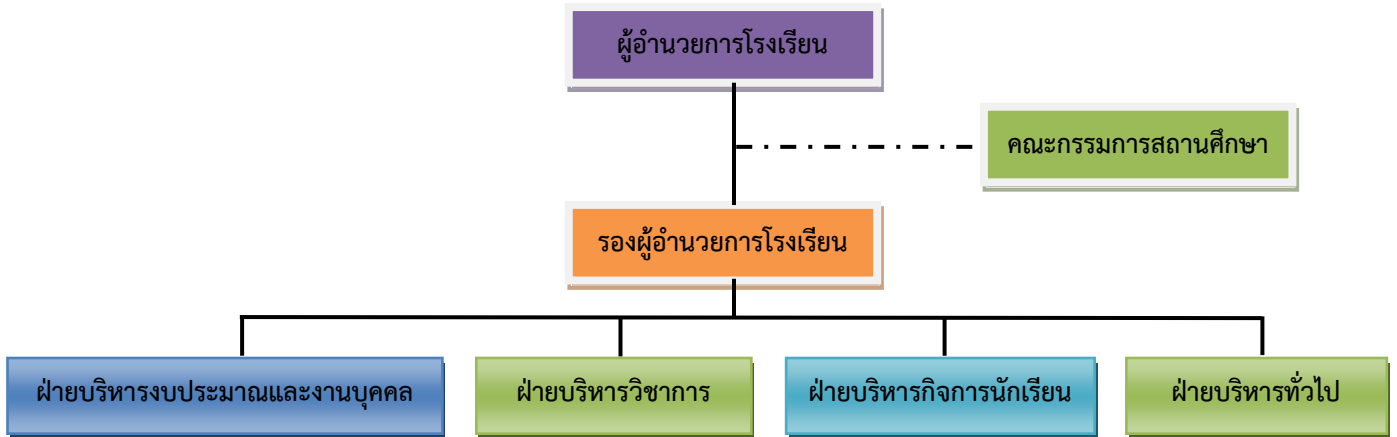 ผู้อำนวยการโรงเรียน
คณะกรรมการสถานศึกษา
รองผู้อำนวยการโรงเรียน
ฝ่ายบริหารงบประมาณและงานบุคคล
ฝ่ายบริหารวิชาการ
ฝ่ายบริหารกิจการนักเรียน
ฝ่ายบริหารทั่วไป